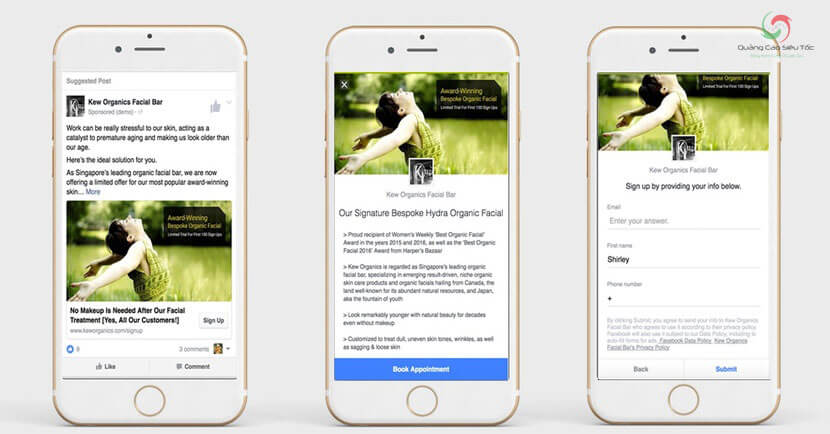 Quảng Cáo Siêu Tốc
Suggested Post
Kew Organics Facial Bar
Sponsored (demo)
Work can be really stressful to our skin, acting as a
catalyst to premature aging and making us look older than
our age.
Here's the ideal solution for you.
As Singapore's leading organic facial bar, we are now
offering a limited offer for our most popular award-winning
skin... More
Award-Winning
Bespoke Organic Facial
Limited Trial For First 100 Sign Ups
No Makeup Is Needed After Our Facial
Treatment [Yes, All Our Customers!]
www.keworganics.com/signup
Sign Up
3 comments
Like
Comment
Award-Winning
Bespoke Organic Facial
Limited Trial For First 100 Sign Ups
Kew Organics Facial Bar
Our Signature Bespoke Hydra Organic Facial
> Proud recipient of Women's Weekly 'Best Organic Facial'
Award in the years 2015 and 2016, as well as the 'Best Organic
Facial 2016' Award from Harper's Bazaar
> Kew Organics is regarded as Singapore's leading organic
facial bar, specializing in emerging result-driven, niche organic
skin care products and organic facials hailing from Canada, the
land well-known for its abundant natural resources, and Japan,
aka the fountain of youth
> Look remarkably younger with natural beauty for decades
even without makeup
> Customized to treat dull, uneven skin tones, wrinkles, as well
as sagging & loose skin
Book Appointment
Bespoke Organic Facial
Limited Trial For First 100 Sign Ups
Kew Organics Facial Bar
Sign up by providing your info below.
Email
Enter your answer.
First name
Shirley
Phone number
+
By clicking Submit, you agree to send your info to Kew Organics
Facial Bar who agrees to use it according to their privacy policy.
Facebook will also use it subject to our Data Policy, including to
auto-fill forms for ads. Facebook Data Policy Kew Organics
Facial Bar's Privacy Policy
Back
Submit